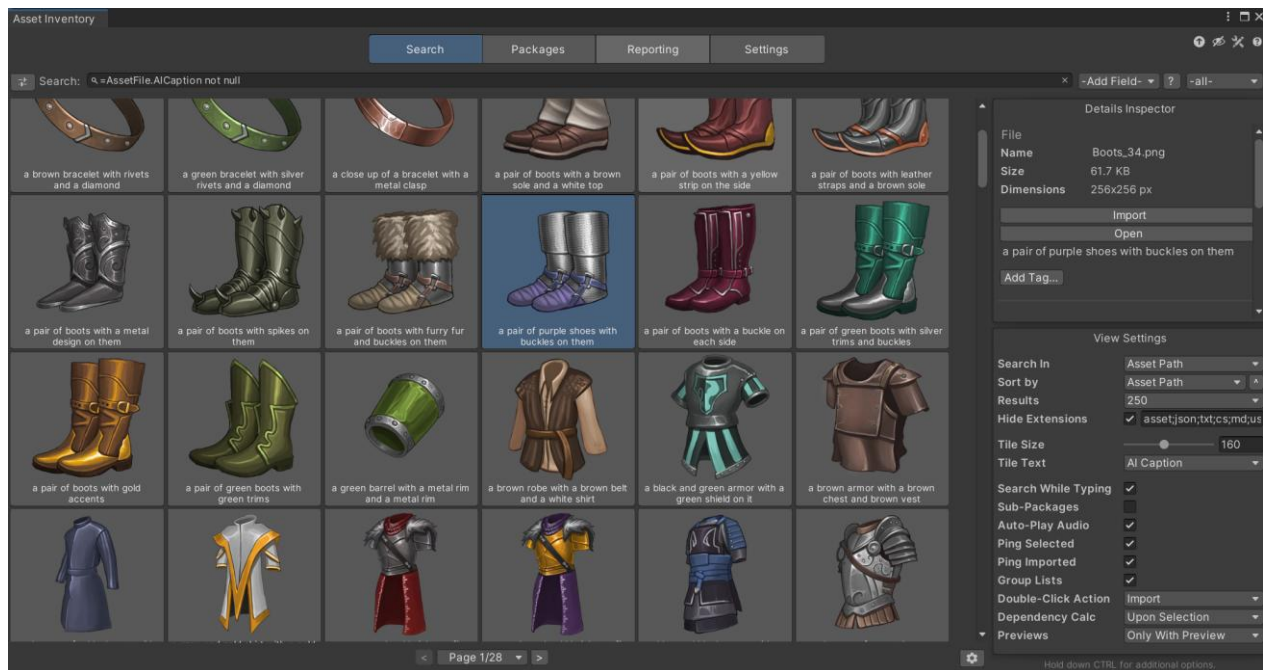 Asset Inventory
Search
Packages
Reporting
Settings
Search:
=AssetFile.AICaption not null
×
-Add Field-
?
-all-
a brown bracelet with rivets
and a diamond
a green bracelet with silver
rivets and a diamond
a close up of a bracelet with a
metal clasp
a pair of boots with a brown
sole and a white top
a pair of boots with a yellow
strip on the side
a pair of boots with leather
straps and a brown sole
a pair of boots with a metal
design on them
a pair of boots with spikes on
them
a pair of boots with furry fur
and buckles on them
a pair of purple shoes with
buckles on them
a pair of boots with a buckle on
each side
a pair of green boots with silver
trims and buckles
a pair of boots with gold
accents
a pair of green boots with
green trims
a green barrel with a metal rim
and a metal rim
a brown robe with a brown belt
and a white shirt
a black and green armor with a
green shield on it
a brown armor with a brown
chest and brown vest
< Page 1/28 >
Details Inspector
File
Name Boots_34.png
Size 61.7 KB
Dimensions 256x256 px
Import
Open
a pair of purple shoes with buckles on them
Add Tag...
View Settings
Search In Asset Path
Sort by Asset Path ^
Results 250
Hide Extensions asset;json;txt;cs;md;us
Tile Size 160
Tile Text AI Caption
Search While Typing
Sub-Packages
Auto-Play Audio
Ping Selected
Ping Imported
Group Lists
Double-Click Action Import
Dependency Calc Upon Selection
Previews Only With Preview
Hold down CTRL for additional options.